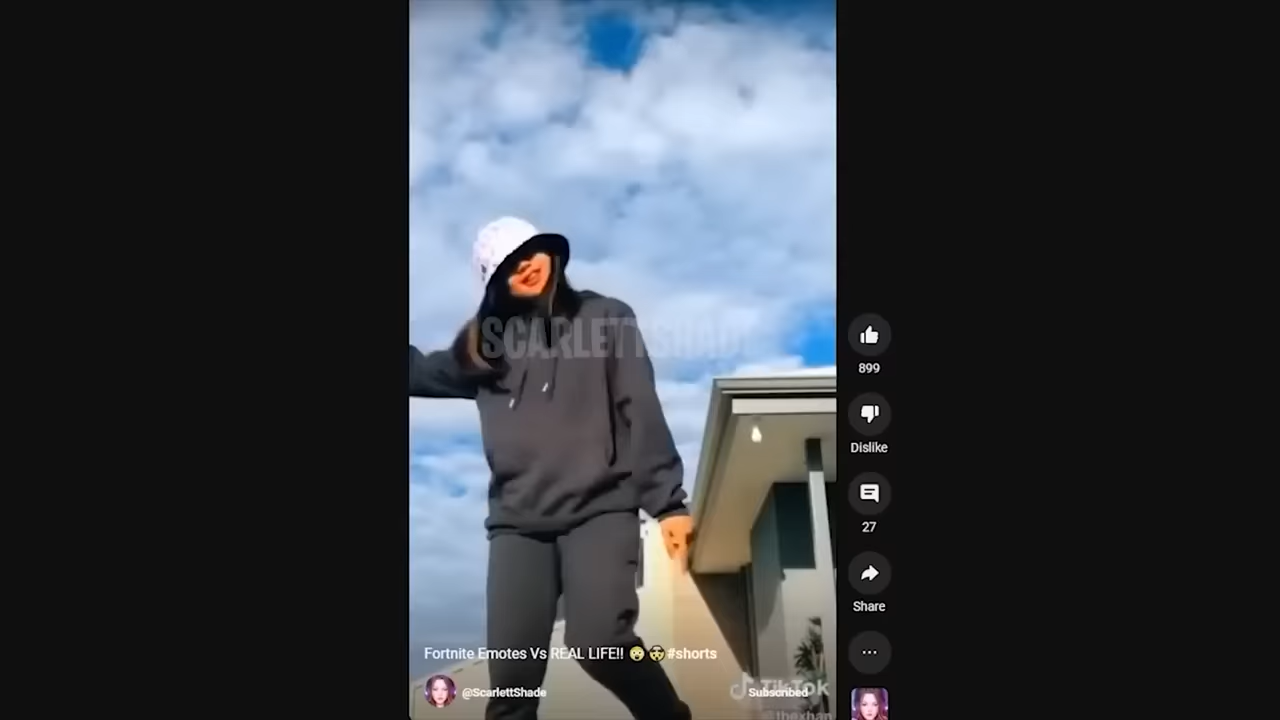 SCARLETTSHADE
899
Dislike
27
Share
Fortnite Emotes Vs REAL LIFE!! 😲😲#shorts
@ScarlettShade
Subscribed
TikTok